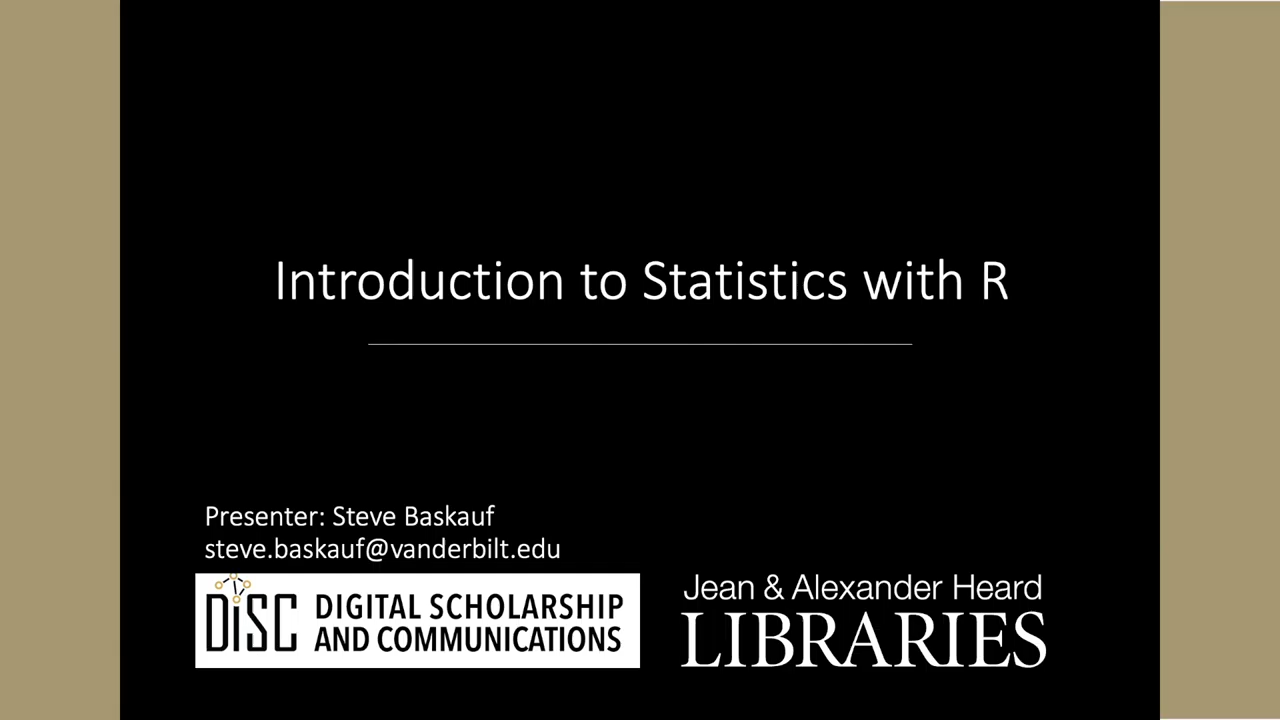 Introduction to Statistics with R
Presenter: Steve Baskauf
steve.baskauf@vanderbilt.edu
DiSC DIGITAL SCHOLARSHIP
AND COMMUNICATIONS
Jean & Alexander Heard
LIBRARIES